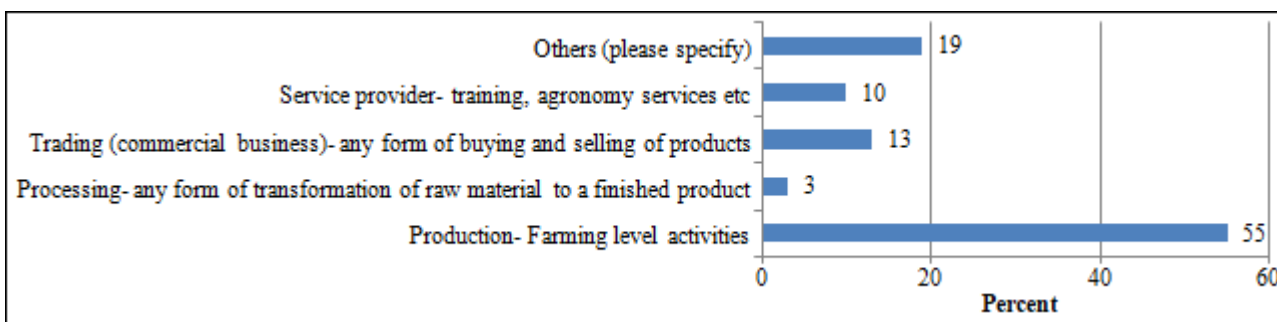 Others (please specify) 19
Service provider- training, agronomy services etc 10
Trading (commercial business)- any form of buying and selling of products 13
Processing- any form of transformation of raw material to a finished product 3
Production- Farming level activities 55
0 20 40 60
Percent